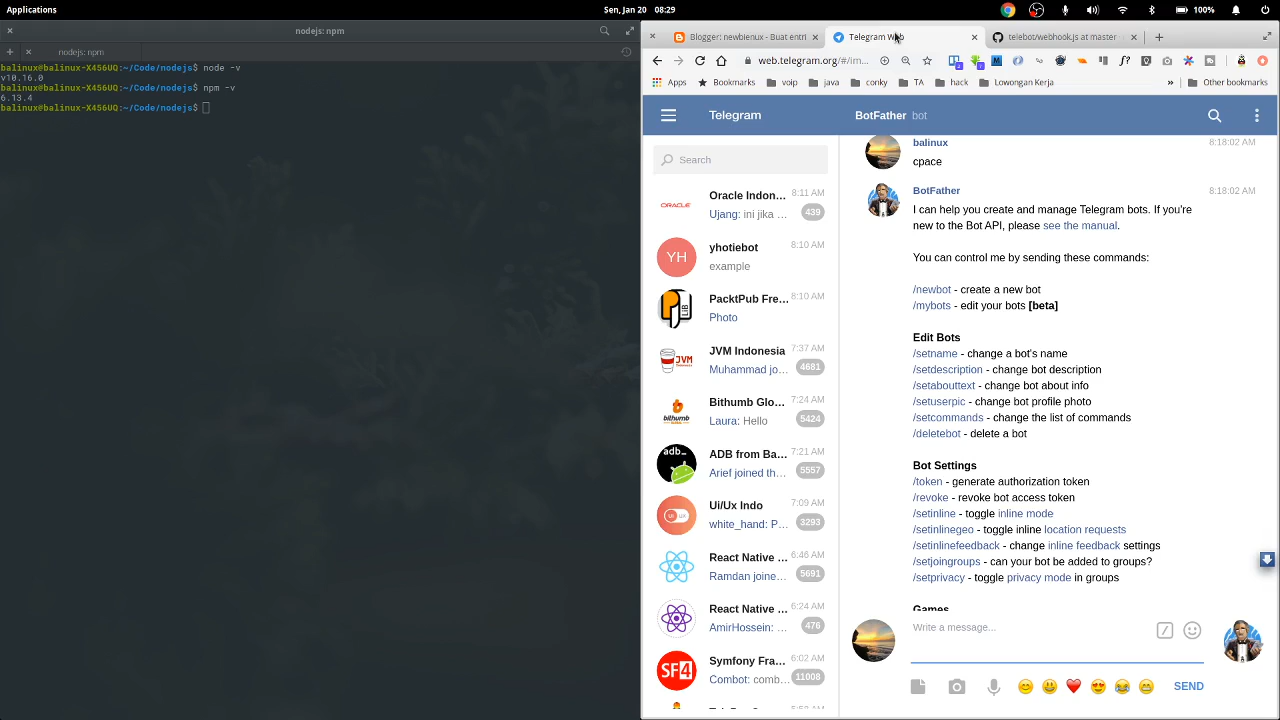 Applications
Sen, Jan 20 08:29
100%
nodejs: npm
nodejs: npm
balinux@balinux-X456UQ:~/Code/nodejs$ node -v
v10.16.0
balinux@balinux-X456UQ:~/Code/nodejs$ npm -v
6.13.4
balinux@balinux-X456UQ:~/Code/nodejs$
Blogger: newbienux - Buat entri
Telegram Web
telebot/webhook.js at master
web.telegram.org/#/im...
Apps
Bookmarks
voip
java
conky
TA
hack
Lowongan Kerja
»
Other bookmarks
Telegram
BotFather bot
Search
Oracle Indon... 8:11 AM
ORACLE
Ujang: ini jika ... 439
yhotiebot 8:10 AM
YH
example
PacktPub Fre... 8:10 AM
Photo
JVM Indonesia 7:37 AM
Muhammad jo... 4681
Bithumb Glo... 7:24 AM
Laura: Hello 5424
ADB from Ba... 7:21 AM
Arief joined th... 5557
Ui/Ux Indo 7:09 AM
white_hand: P... 3293
React Native ... 6:46 AM
Ramdan joine... 5691
React Native ... 6:24 AM
AmirHossein: ... 476
Symfony Fra... 6:02 AM
SF4
Combot: comb... 11008
balinux 8:18:02 AM
cpace
BotFather 8:18:02 AM
I can help you create and manage Telegram bots. If you're
new to the Bot API, please see the manual.
You can control me by sending these commands:
/newbot - create a new bot
/mybots - edit your bots [beta]
Edit Bots
/setname - change a bot's name
/setdescription - change bot description
/setabouttext - change bot about info
/setuserpic - change bot profile photo
/setcommands - change the list of commands
/deletebot - delete a bot
Bot Settings
/token - generate authorization token
/revoke - revoke bot access token
/setinline - toggle inline mode
/setinlinegeo - toggle inline location requests
/setinlinefeedback - change inline feedback settings
/setjoingroups - can your bot be added to groups?
/setprivacy - toggle privacy mode in groups
Games
Write a message...
SEND